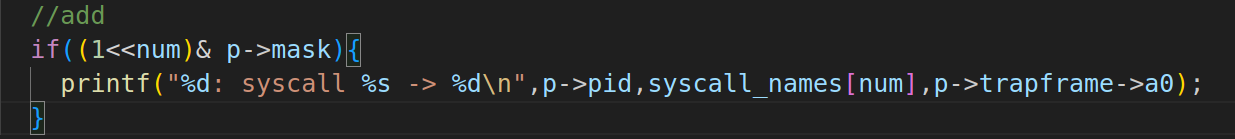 //add
if((1<<num)& p->mask){
printf("%d: syscall %s -> %d\n",p->pid,syscall_names[num],p->trapframe->a0);
}